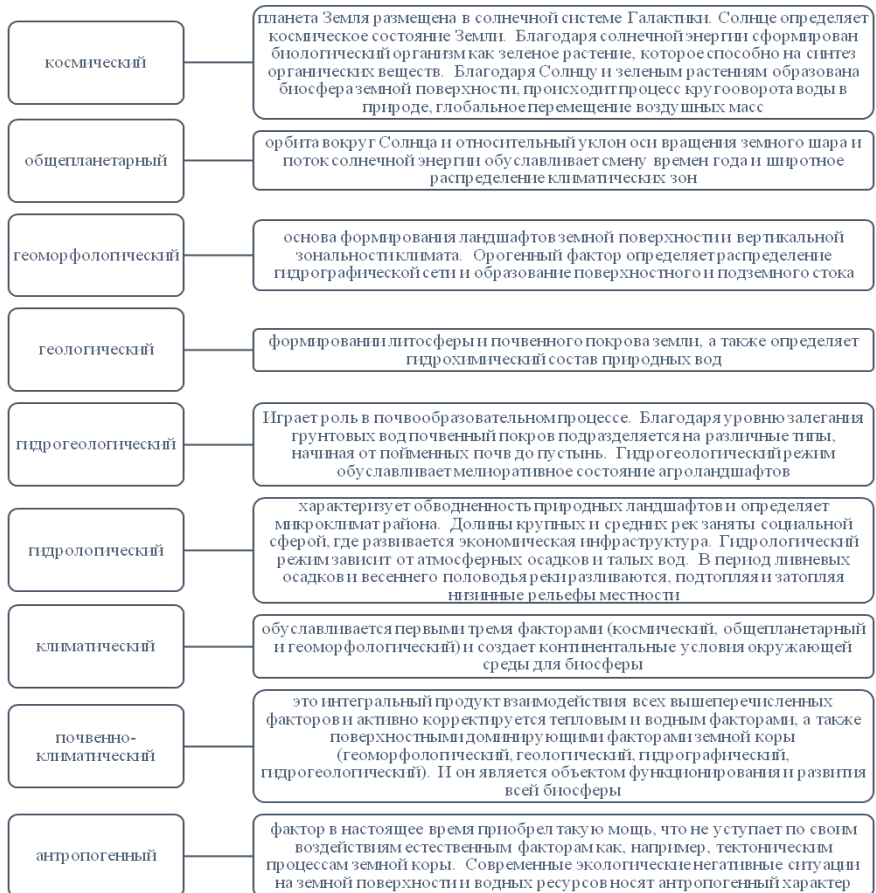 космический
планета Земля размещена в солнечной системе Галактики. Солнце определяет
космическое состояние Земли. Благодаря солнечной энергии сформирован
биологический организм как зеленое растение, которое способно на синтез
органических веществ. Благодаря Солнцу и зеленым растениям образована
биосфера земной поверхности, происходит процесс кругооборота воды в
природе, глобальное перемещение воздушных масс
общепланетарный
орбита вокруг Солнца и относительный уклон оси вращения земного шара и
поток солнечной энергии обуславливает смену времен года и широтное
распределение климатических зон
геоморфологический
основа формирования ландшафтов земной поверхности и вертикальной
зональности климата. Орогенный фактор определяет распределение
гидрографической сети и образование поверхностного и подземного стока
геологический
формировании литосферы и почвенного покрова земли, а также определяет
гидрохимический состав природных вод
гидрогеологический
Играет роль в почвообразовательном процессе. Благодаря уровню залегания
грунтовых вод почвенный покров подразделяется на различные типы,
начиная от пойменных почв до пустынь. Гидрогеологический режим
обуславливает мелиоративное состояние агроландшафтов
гидрологический
характеризует обводненность природных ландшафтов и определяет
микроклимат района. Долины крупных и средних рек заняты социальной
сферой, где развивается экономическая инфраструктура. Гидрологический
режим зависит от атмосферных осадков и талых вод. В период ливневых
осадков и весеннего половодья реки разливаются, подтопляя и затопляя
низинные рельефы местности
климатический
обуславливается первыми тремя факторами (космический, общепланетарный
и геоморфологический) и создает континентальные условия окружающей
среды для биосферы
почвенно-
климатический
это интегральный продукт взаимодействия всех вышеперечисленных
факторов и активно корректируется тепловым и водным факторами, а также
поверхностными доминирующими факторами земной коры
(геоморфологический, геологический, гидрографический,
гидрогеологический). И он является объектом функционирования и развития
всей биосферы
антропогенный
фактор в настоящее время приобрел такую мощь, что не уступает по своим
воздействиям естественным факторам как, например, тектоническим
процессам земной коры. Современные экологические негативные ситуации
на земной поверхности и водных ресурсов носят антропогенный характер